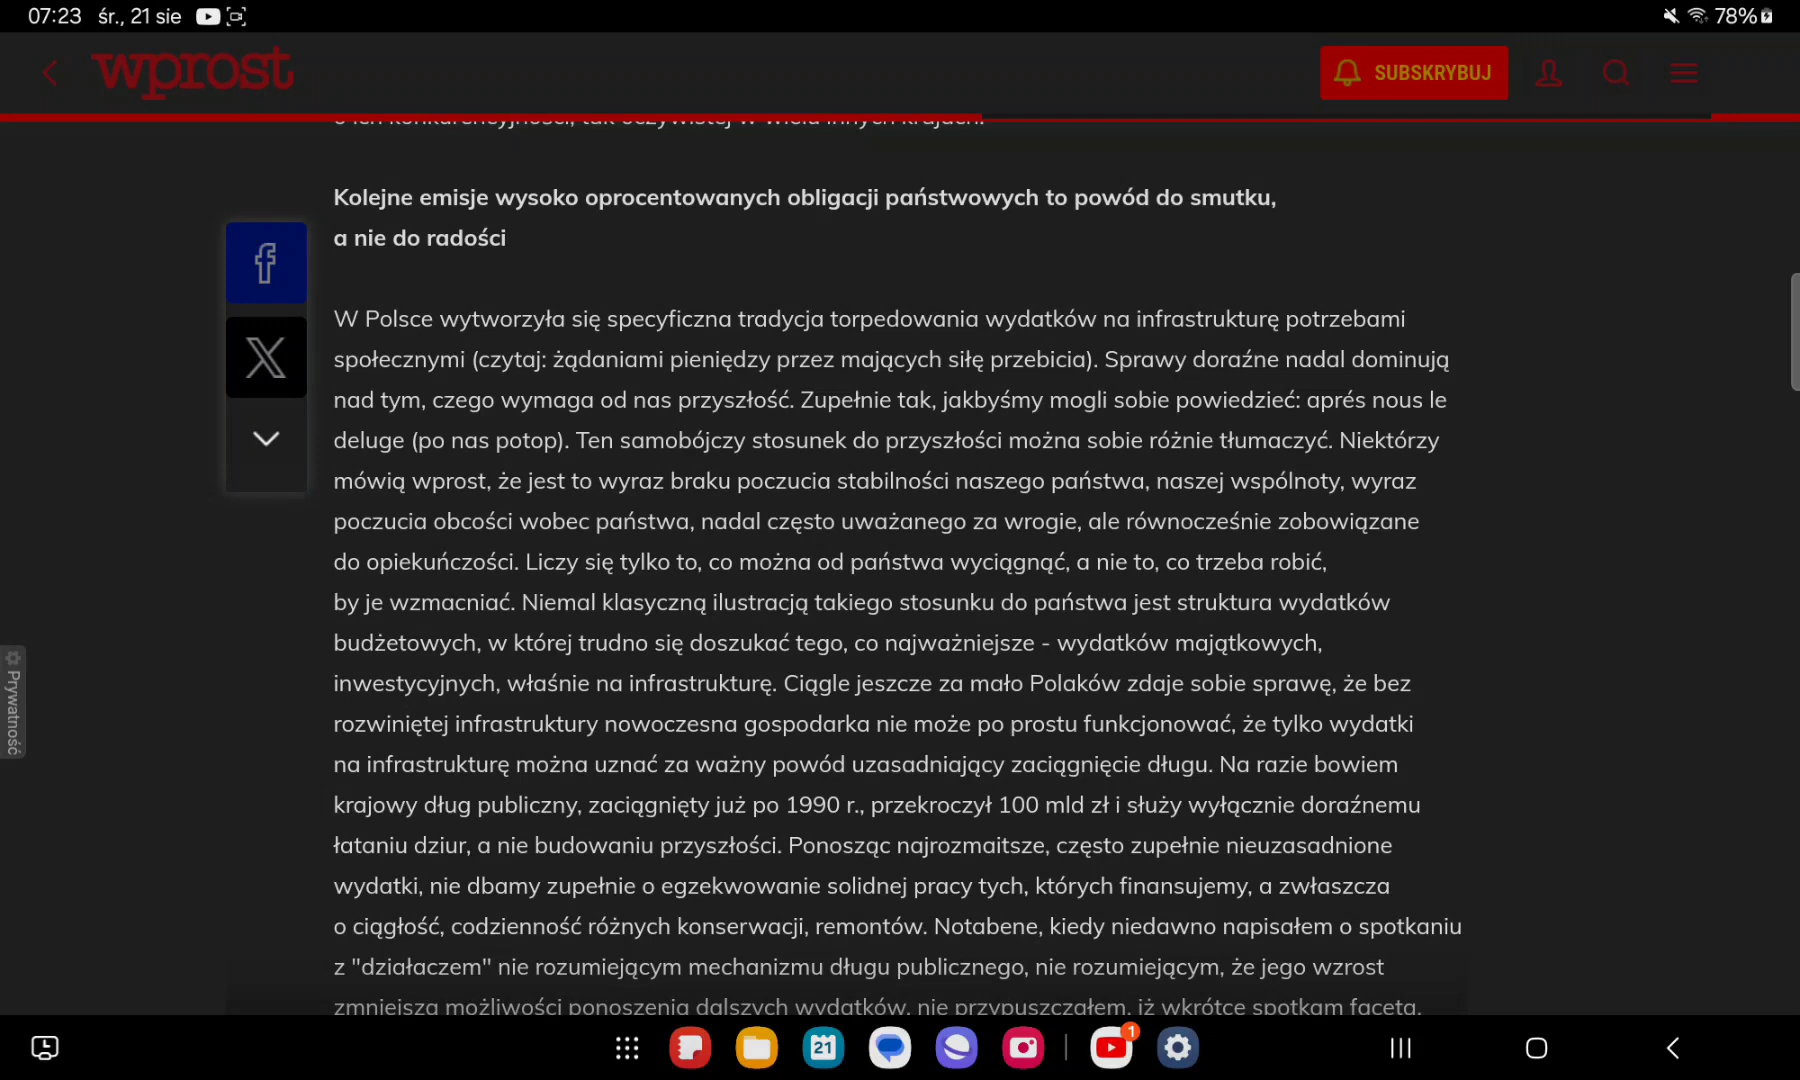 07:23 śr., 21 sie 78%
wprost SUBSKRYBUJ
o ich konkurencyjności, tak oczywistej w wielu innych krajach.
Kolejne emisje wysoko oprocentowanych obligacji państwowych to powód do smutku,
a nie do radości
W Polsce wytworzyła się specyficzna tradycja torpedowania wydatków na infrastrukturę potrzebami
społecznymi (czytaj: żądaniami pieniędzy przez mających siłę przebicia). Sprawy doraźne nadal dominują
nad tym, czego wymaga od nas przyszłość. Zupełnie tak, jakbyśmy mogli sobie powiedzieć: aprés nous le
deluge (po nas potop). Ten samobójczy stosunek do przyszłości można sobie różnie tłumaczyć. Niektórzy
mówią wprost, że jest to wyraz braku poczucia stabilności naszego państwa, naszej wspólnoty, wyraz
poczucia obcości wobec państwa, nadal często uważanego za wrogie, ale równocześnie zobowiązane
do opiekuńczości. Liczy się tylko to, co można od państwa wyciągnąć, a nie to, co trzeba robić,
by je wzmacniać. Niemal klasyczną ilustracją takiego stosunku do państwa jest struktura wydatków
budżetowych, w której trudno się doszukać tego, co najważniejsze - wydatków majątkowych,
inwestycyjnych, właśnie na infrastrukturę. Ciągle jeszcze za mało Polaków zdaje sobie sprawę, że bez
rozwiniętej infrastruktury nowoczesna gospodarka nie może po prostu funkcjonować, że tylko wydatki
na infrastrukturę można uznać za ważny powód uzasadniający zaciągnięcie długu. Na razie bowiem
krajowy dług publiczny, zaciągnięty już po 1990 r., przekroczył 100 mld zł i służy wyłącznie doraźnemu
łataniu dziur, a nie budowaniu przyszłości. Ponosząc najrozmaitsze, często zupełnie nieuzasadnione
wydatki, nie dbamy zupełnie o egzekwowanie solidnej pracy tych, których finansujemy, a zwłaszcza
o ciągłość, codzienność różnych konserwacji, remontów. Notabene, kiedy niedawno napisałem o spotkaniu
z "działaczem" nie rozumiejącym mechanizmu długu publicznego, nie rozumiejącym, że jego wzrost
zmniejsza możliwości ponoszenia dalszych wydatków, nie przypuszczałem, iż wkrótce spotkam faceta,
Prywatność
21
1